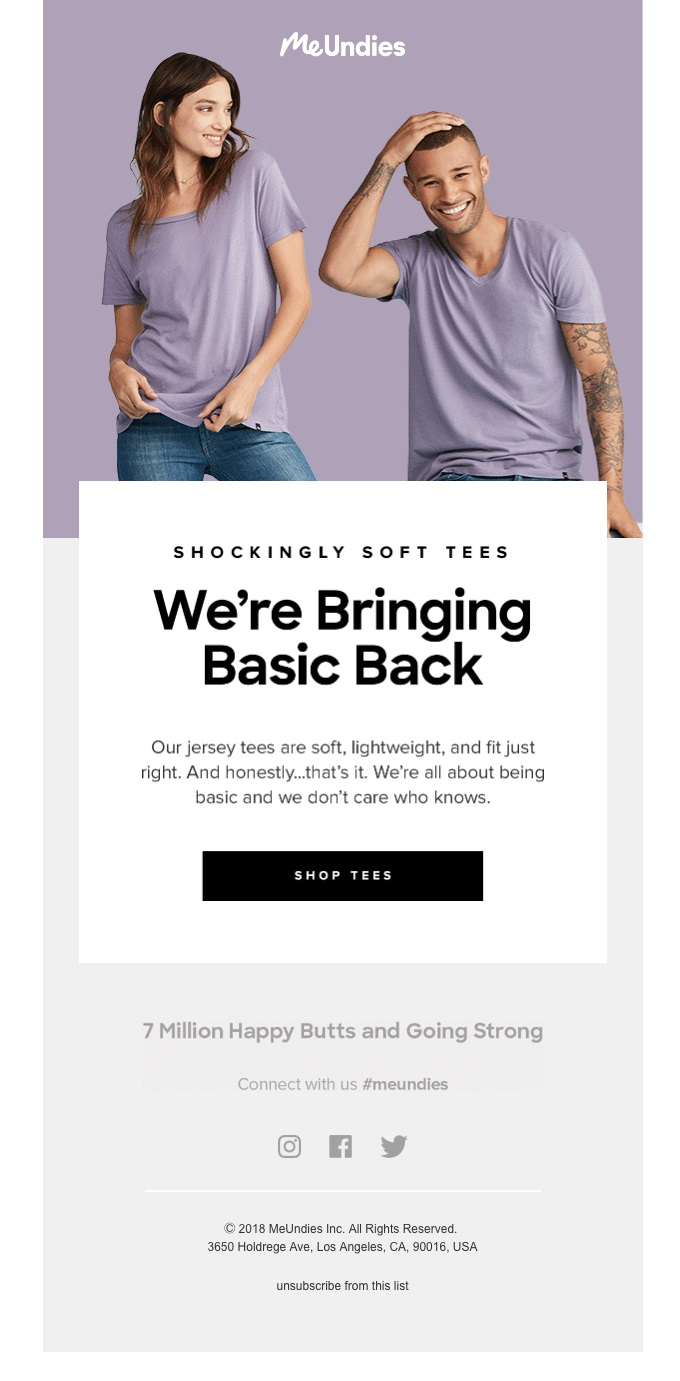 MeUndies
SHOCKINGLY SOFT TEES
We’re Bringing
Basic Back
Our jersey tees are soft, lightweight, and fit just
right. And honestly...that’s it. We’re all about being
basic and we don’t care who knows.
SHOP TEES
7 Million Happy Butts and Going Strong
Connect with us #meundies
© 2018 MeUndies Inc. All Rights Reserved.
3650 Holdrege Ave, Los Angeles, CA, 90016, USA
unsubscribe from this list